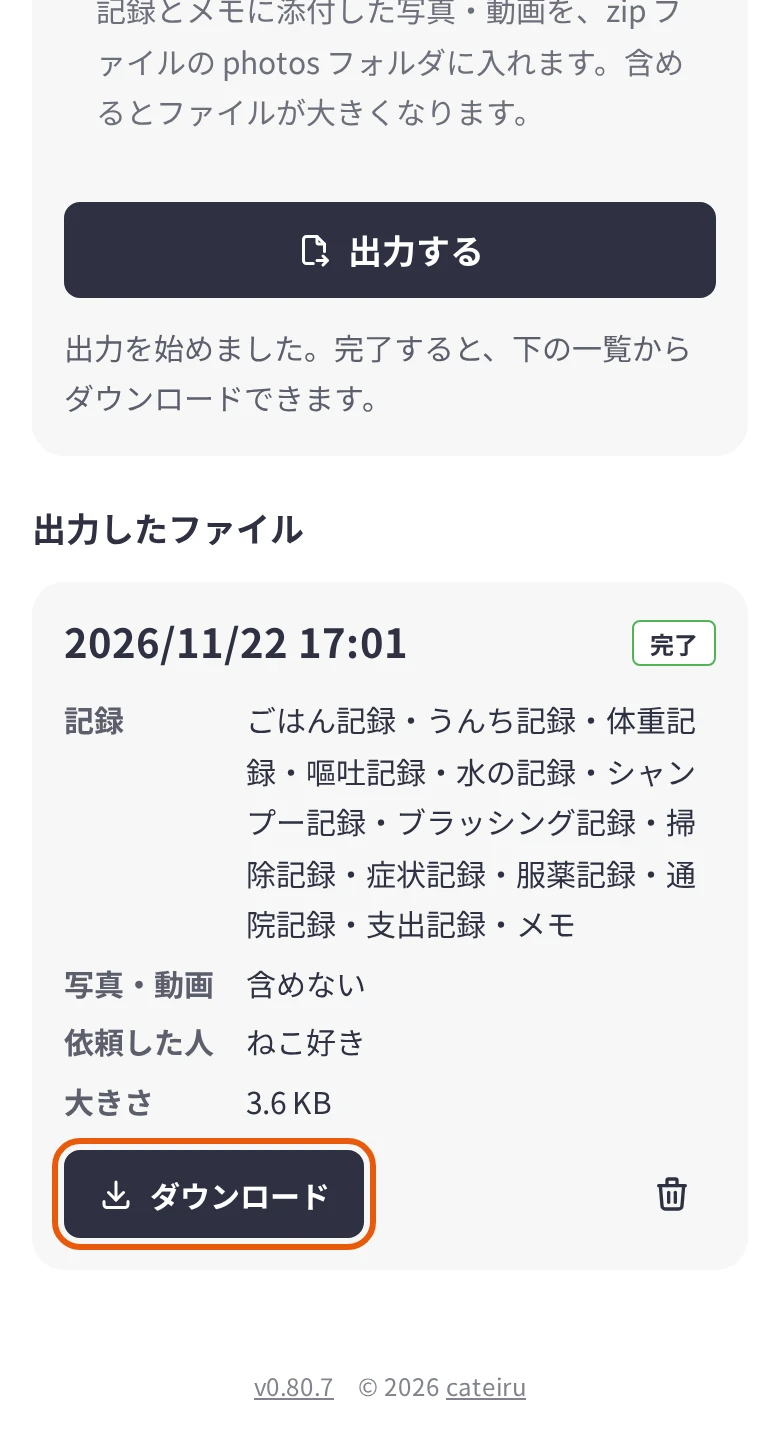 記録とメモに添付した写真・動画を、zip フ
ァイルの photos フォルダに入れます。含め
るとファイルが大きくなります。
出力する
出力を始めました。完了すると、下の一覧から
ダウンロードできます。
出力したファイル
2026/11/22 17:01
完了
記録
ごはん記録・うんち記録・体重記
録・嘔吐記録・水の記録・シャン
プー記録・ブラッシング記録・掃
除記録・症状記録・服薬記録・通
院記録・支出記録・メモ
写真・動画 含めない
依頼した人 ねこ好き
大きさ 3.6 KB
ダウンロード
v0.80.7 © 2026 cateiru